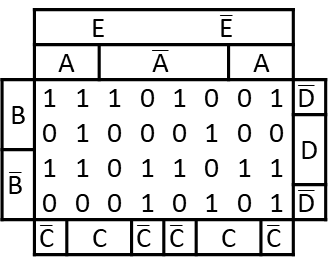 E E̅
A A̅ A
B 1 1 1 0 1 0 0 1 D̅
0 1 0 0 0 1 0 0 D
B̅ 1 1 0 1 1 0 1 1
0 0 0 1 0 1 0 1 D̅
C̅ C C̅ C̅ C C̅